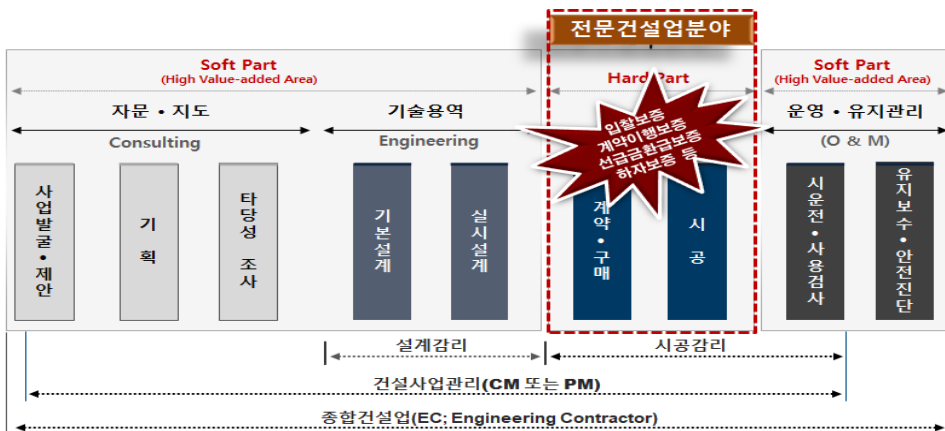 전문건설업분야
Soft Part
(High Value-added Area)
Hard Part
Soft Part
(High Value-added Area)
자문 • 지도
Consulting
기술용역
Engineering
입찰보증
계약이행보증
선급금환급보증
하자보증 등
운영 • 유지관리
(O & M)
사업발굴•제안
기획
타당성 조사
기본설계
실시설계
계약•구매
시공
시운전•사용검사
유지보수•안전진단
설계감리
시공감리
건설사업관리(CM 또는 PM)
종합건설업(EC; Engineering Contractor)